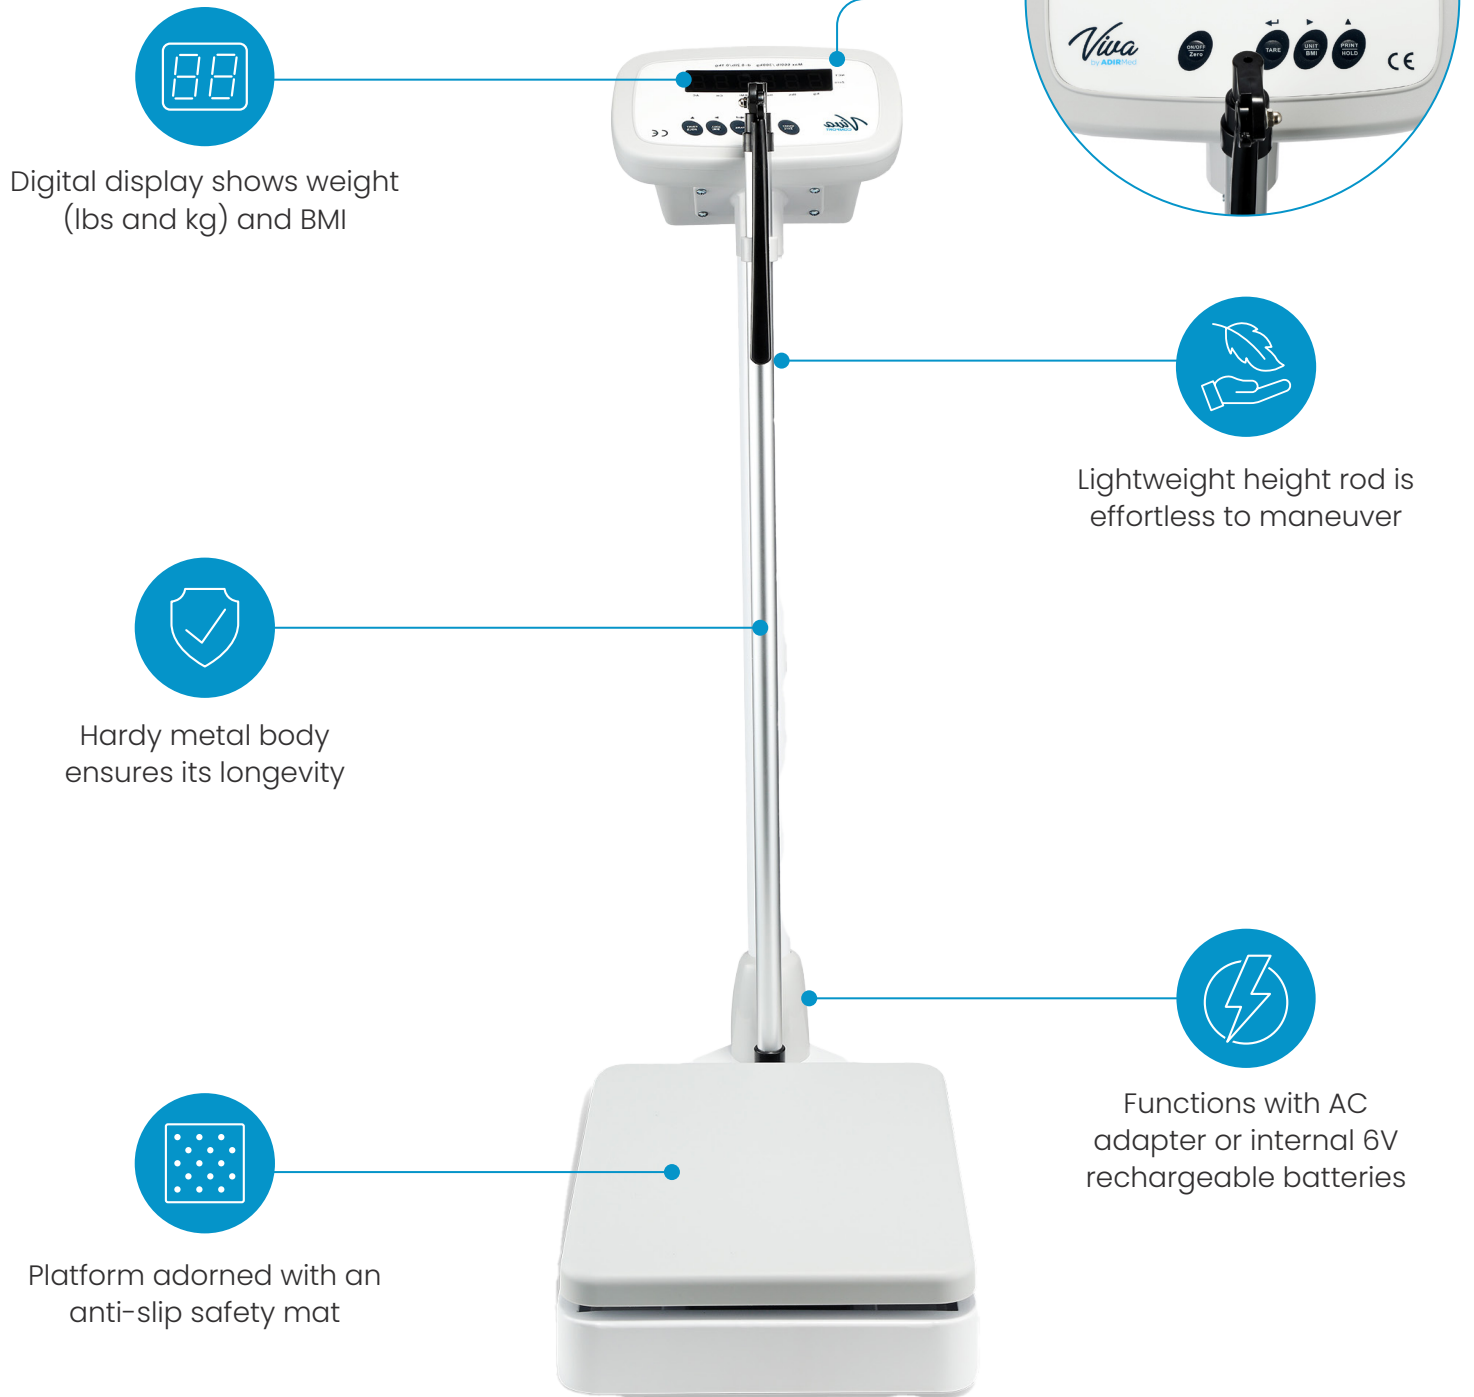 Viva
by ADIRMed
ON/OFF
Zero
TARE
UNIT
BMI
PRINT
HOLD
CE
Digital display shows weight
(lbs and kg) and BMI
Viva
CE
Lightweight height rod is
effortless to maneuver
Hardy metal body
ensures its longevity
Functions with AC
adapter or internal 6V
rechargeable batteries
Platform adorned with an
anti-slip safety mat